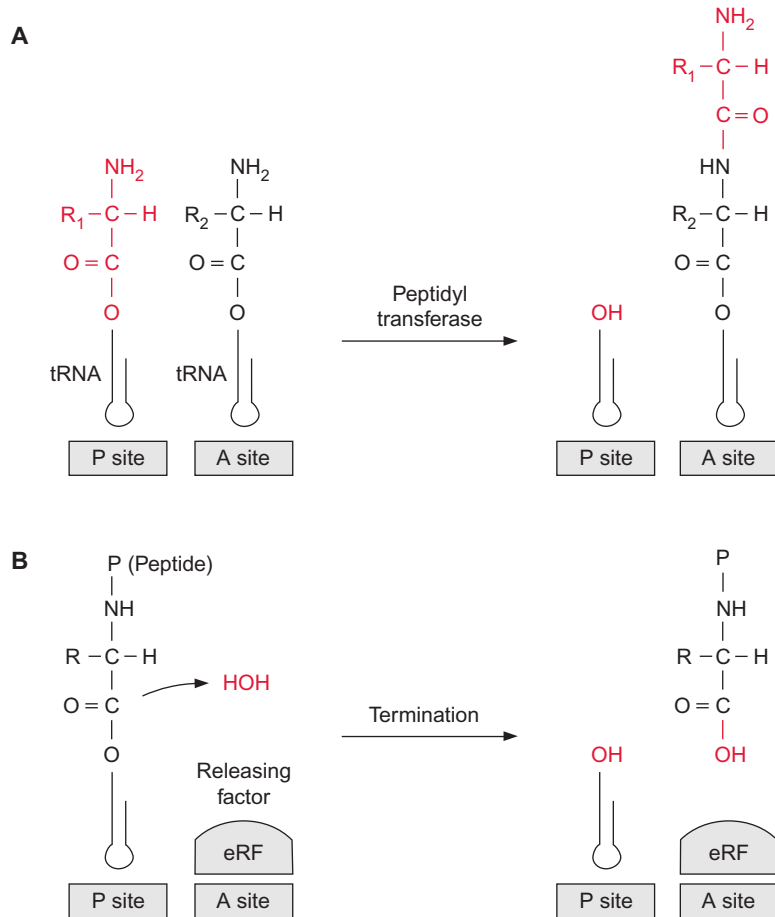 A
NH2
R1–C–H
C=O
NH2 NH2 HN
R1–C–H R2–C–H R2–C–H
O=C O=C Peptidyl O=C
O O transferase OH O
tRNA tRNA
P site A site P site A site
B
P (Peptide) P
NH NH
R–C–H R–C–H
O=C HOH O=C
Termination
O OH OH
Releasing
factor
eRF eRF
P site A site P site A site